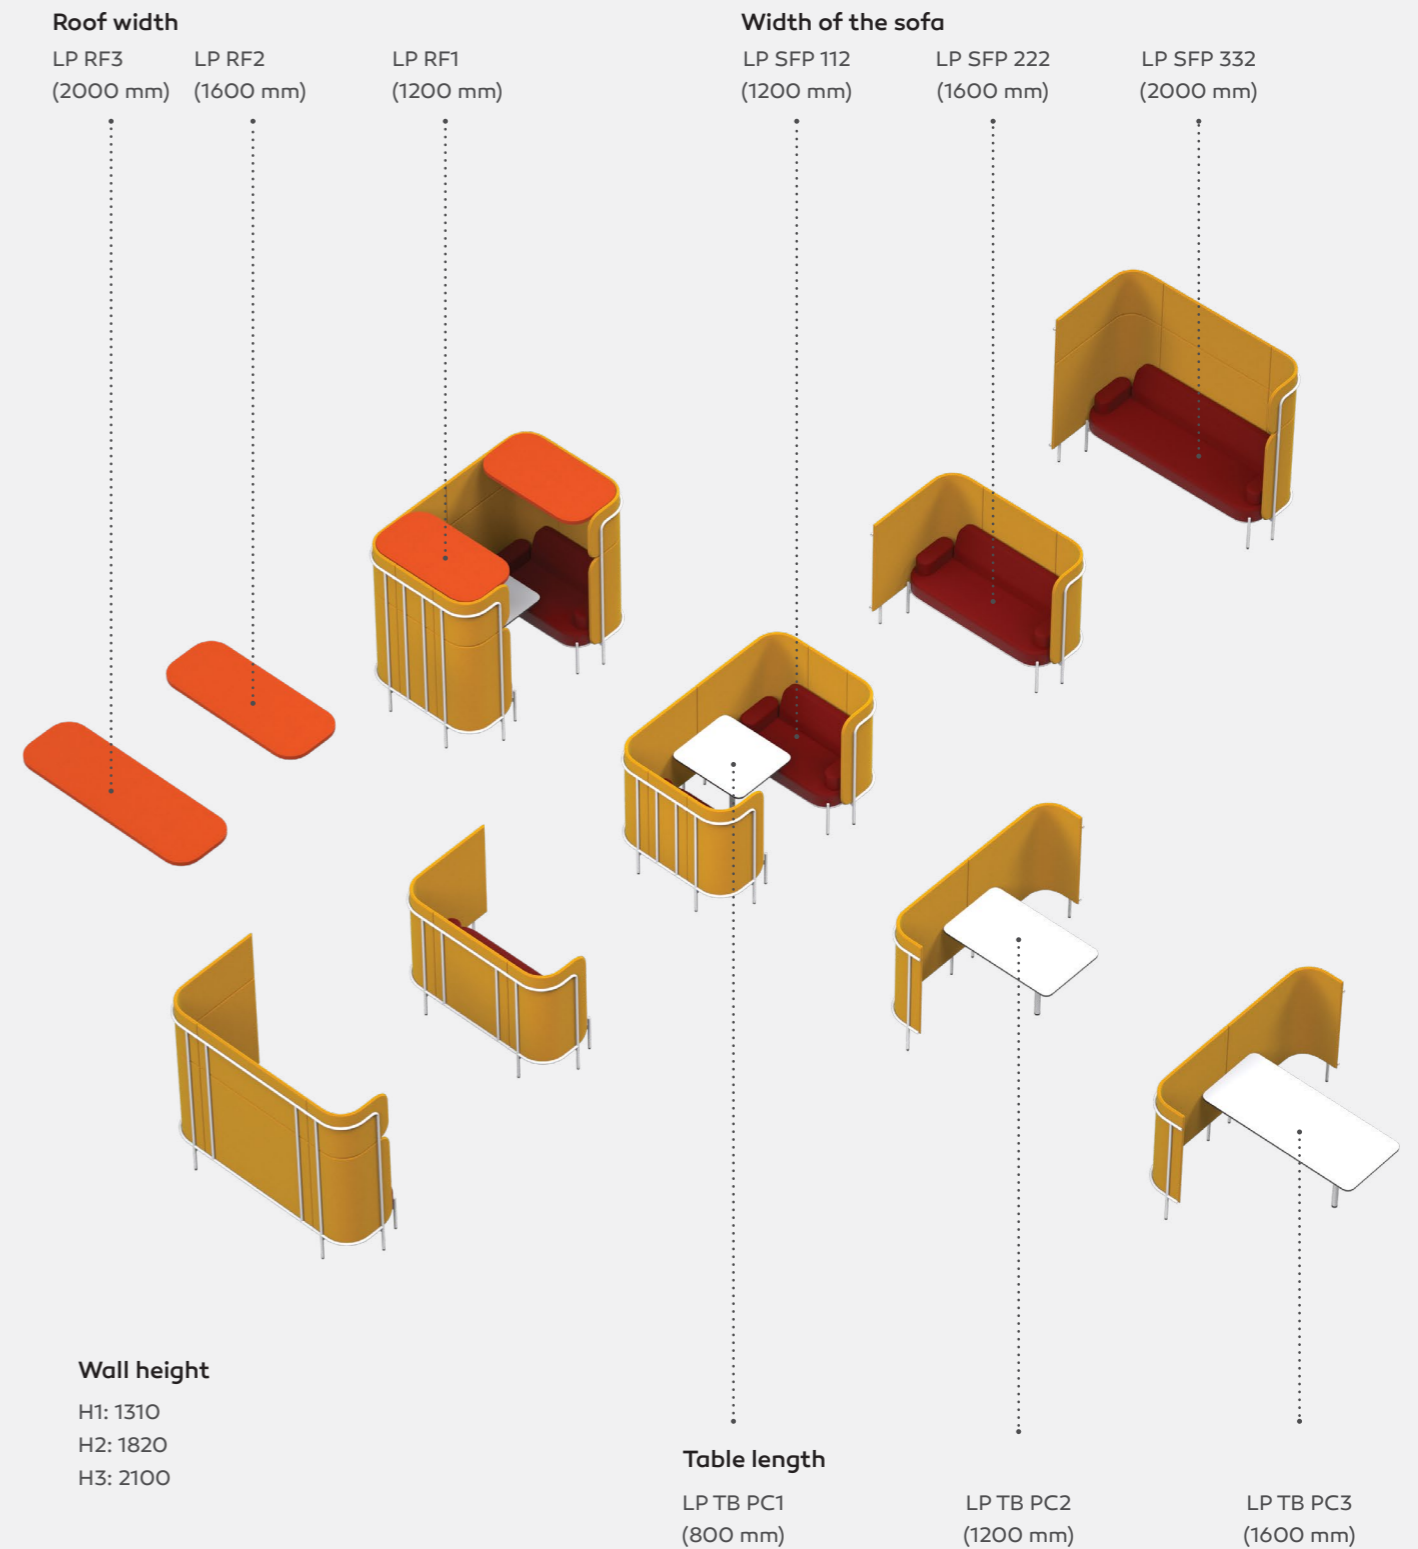 Roof width
LP RF3
(2000 mm)
LP RF2
(1600 mm)
LP RF1
(1200 mm)
Width of the sofa
LP SFP 112
(1200 mm)
LP SFP 222
(1600 mm)
LP SFP 332
(2000 mm)
Wall height
H1: 1310
H2: 1820
H3: 2100
Table length
LP TB PC1
(800 mm)
LP TB PC2
(1200 mm)
LP TB PC3
(1600 mm)